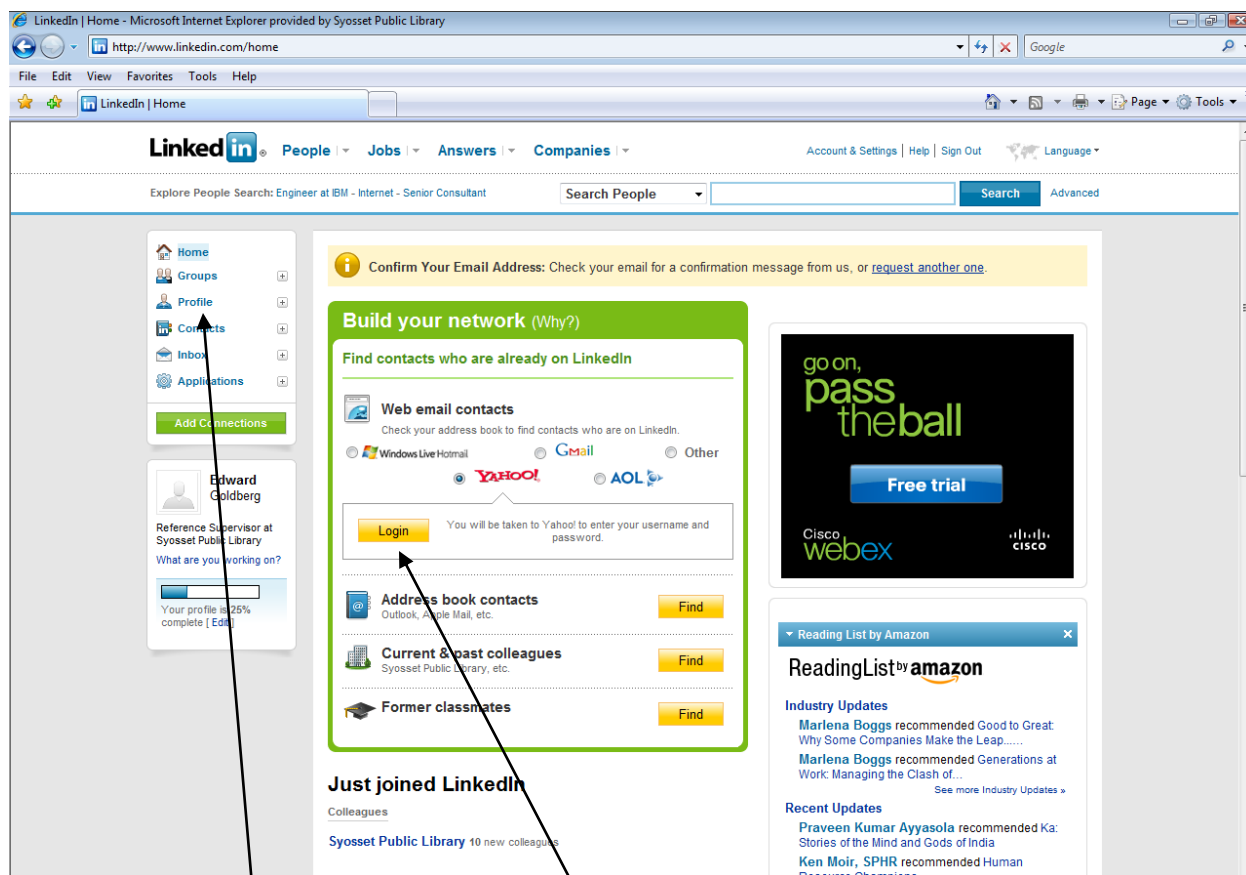 LinkedIn | Home - Microsoft Internet Explorer provided by Syosset Public Library
http://www.linkedin.com/home
Google
File Edit View Favorites Tools Help
LinkedIn | Home
Page Tools
Linked in ® People Jobs Answers Companies
Account & Settings | Help | Sign Out Language
Explore People Search: Engineer at IBM - Internet - Senior Consultant
Search People
Search Advanced
Home
Groups
Profile
Contacts
Inbox
Applications
Add Connections
Edward
Goldberg
Reference Supervisor at
Syosset Public Library
What are you working on?
Your profile is 25%
complete [ Edit ]
Confirm Your Email Address: Check your email for a confirmation message from us, or request another one.
Build your network (Why?)
Find contacts who are already on LinkedIn
Web email contacts
Check your address book to find contacts who are on LinkedIn.
Windows Live Hotmail Gmail Other
YAHOO! AOL
Login
You will be taken to Yahoo! to enter your username and
password.
Address book contacts
Outlook, Apple Mail, etc.
Find
Current & past colleagues
Syosset Public Library, etc.
Find
Former classmates
Find
Just joined LinkedIn
Colleagues
Syosset Public Library 10 new colleagues
go on,
pass
the ball
Free trial
Cisco
webex
cisco
Reading List by Amazon
ReadingList by amazon
Industry Updates
Marlena Boggs recommended Good to Great:
Why Some Companies Make the Leap......
Marlena Boggs recommended Generations at
Work: Managing the Clash of...
See more Industry Updates »
Recent Updates
Praveen Kumar Ayyasola recommended Ka:
Stories of the Mind and Gods of India
Ken Moir, SPHR recommended Human